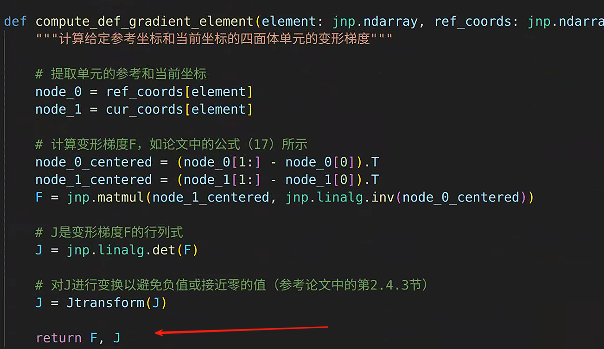 def compute_def_gradient_element(element: jnp.ndarray, ref_coords: jnp.ndarra
"""计算给定参考坐标和当前坐标的四面体单元的变形梯度"""
# 提取单元的参考和当前坐标
node_0 = ref_coords[element]
node_1 = cur_coords[element]
# 计算变形梯度F，如论文中的公式（17）所示
node_0_centered = (node_0[1:] - node_0[0]).T
node_1_centered = (node_1[1:] - node_1[0]).T
F = jnp.matmul(node_1_centered, jnp.linalg.inv(node_0_centered))
# J是变形梯度F的行列式
J = jnp.linalg.det(F)
# 对J进行变换以避免负值或接近零的值（参考论文中的第2.4.3节）
J = Jtransform(J)
return F, J